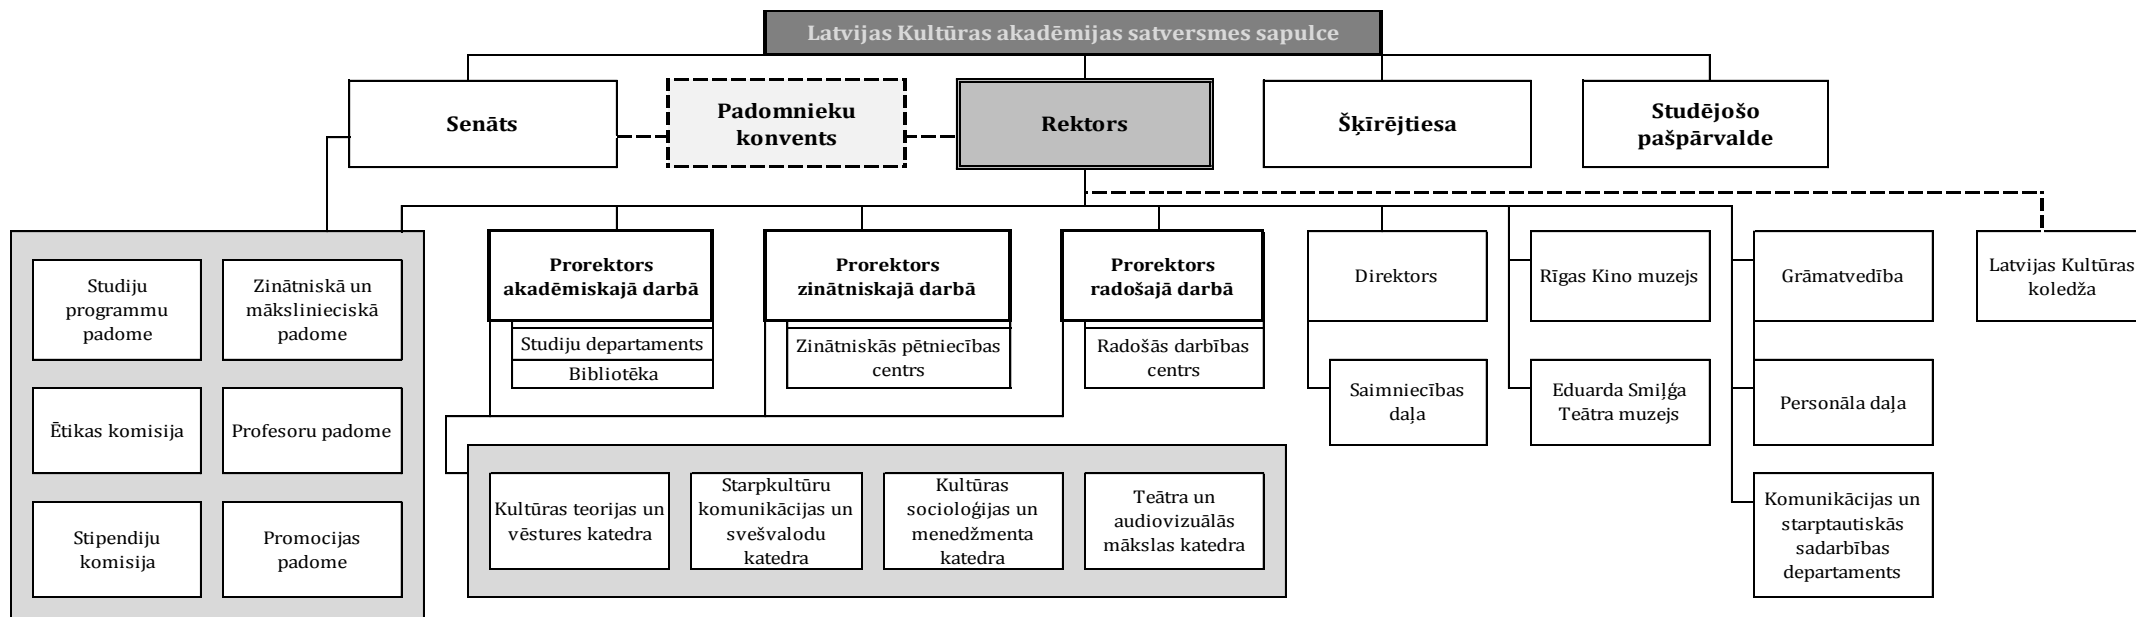 Latvijas Kultūras akadēmijas satversmes sapulce
Senāts
Padomnieku
konvents
Rektors
Šķīrējtiesa
Studējošo
pašpārvalde
Studiju
programmu
padome
Zinātniskā un
mākslinieciskā
padome
Ētikas komisija
Profesoru padome
Stipendiju
komisija
Promocijas
padome
Prorektors
akadēmiskajā darbā
Studiju departaments
Bibliotēka
Prorektors
zinātniskajā darbā
Zinātniskās pētniecības
centrs
Prorektors
radošajā darbā
Radošās darbības
centrs
Kultūras teorijas un
vēstures katedra
Starpkultūru
komunikācijas un
svešvalodu
katedra
Kultūras
socioloģijas un
menedžmenta
katedra
Teātra un
audiovizuālās
mākslas katedra
Direktors
Saimniecības
daļa
Rīgas Kino muzejs
Eduarda Smiļģa
Teātra muzejs
Grāmatvedība
Personāla daļa
Komunikācijas un
starptautiskās
sadarbības
departaments
Latvijas Kultūras
koledža